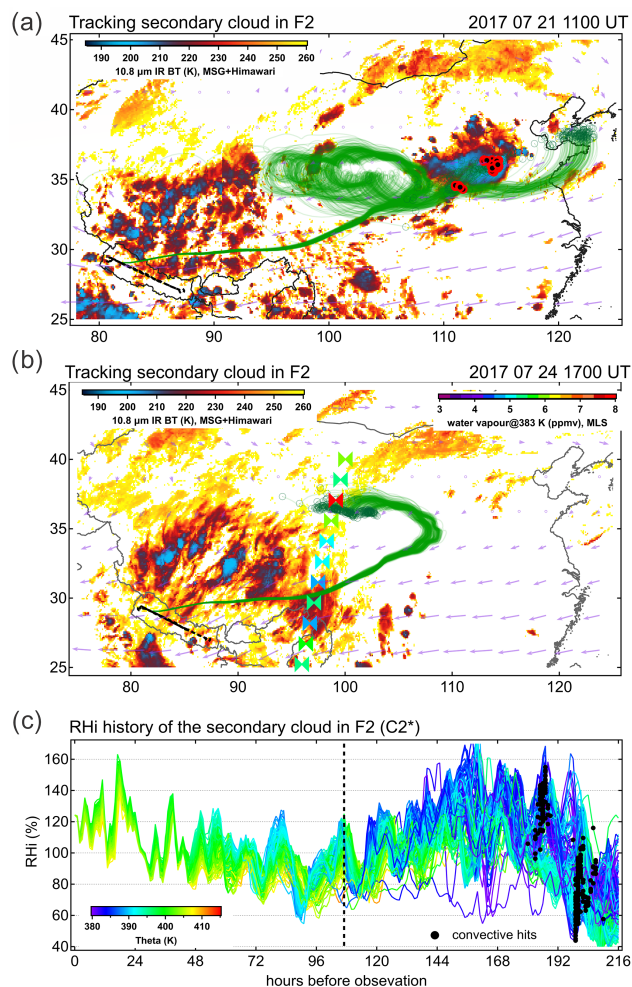 (a)
Tracking secondary cloud in F2 2017 07 21 1100 UT
45
190 200 210 220 230 240 250 260
10.8 µm IR BT (K), MSG+Himawari
40
35
30
25
80 90 100 110 120
(b)
Tracking secondary cloud in F2 2017 07 24 1700 UT
45
190 200 210 220 230 240 250 260 3 4 5 6 7 8
10.8 µm IR BT (K), MSG+Himawari water vapour@383 K (ppmv), MLS
40
35
30
25
80 90 100 110 120
(c)
RHi history of the secondary cloud in F2 (C2*)
160
140
120
RHi (%)
100
80
60
40
380 390 400 410
Theta (K)
convective hits
0 24 48 72 96 120 144 168 192 216
hours before obsevation